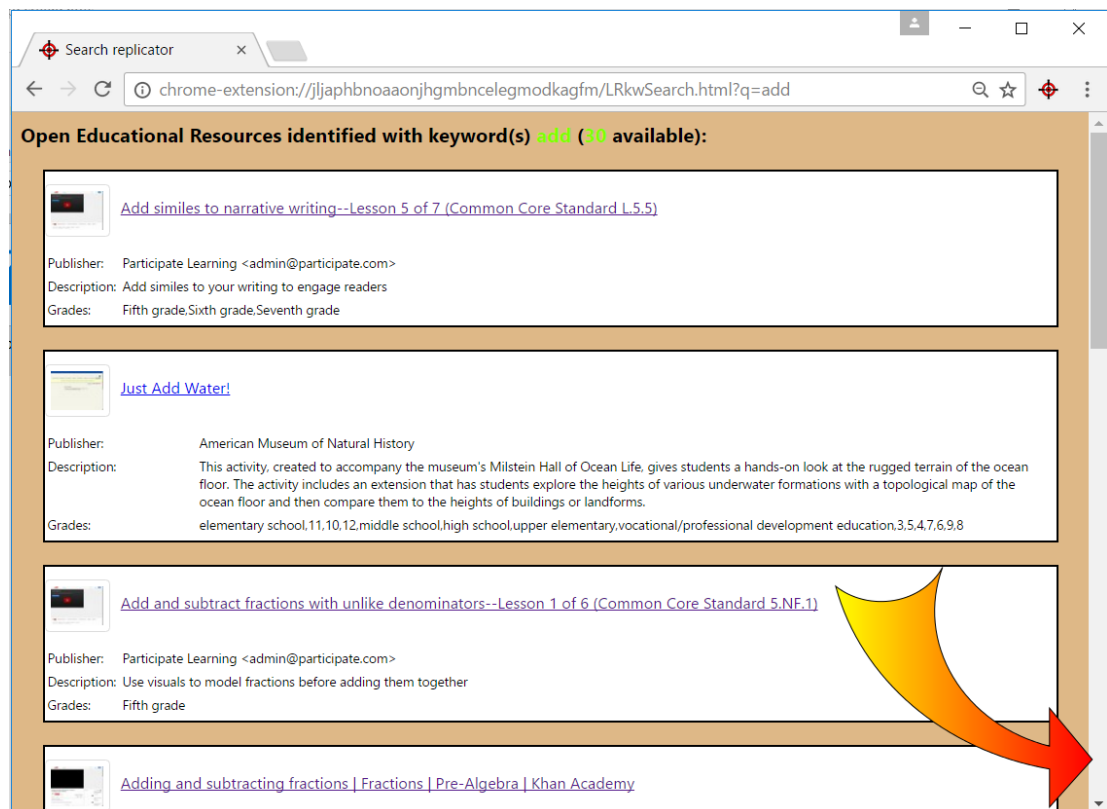 Search replicator
chrome-extension://jljaphbnoaaonjhgmbncelegmodkagfm/LRkwSearch.html?q=add
Open Educational Resources identified with keyword(s) add (30 available):
Add similes to narrative writing--Lesson 5 of 7 (Common Core Standard L.5.5)
Publisher: Participate Learning <admin@participate.com>
Description: Add similes to your writing to engage readers
Grades: Fifth grade,Sixth grade,Seventh grade
Just Add Water!
Publisher: American Museum of Natural History
Description: This activity, created to accompany the museum's Milstein Hall of Ocean Life, gives students a hands-on look at the rugged terrain of the ocean
floor. The activity includes an extension that has students explore the heights of various underwater formations with a topological map of the
ocean floor and then compare them to the heights of buildings or landforms.
Grades: elementary school,11,10,12,middle school,high school,upper elementary,vocational/professional development education,3,5,4,7,6,9,8
Add and subtract fractions with unlike denominators--Lesson 1 of 6 (Common Core Standard 5.NF.1)
Publisher: Participate Learning <admin@participate.com>
Description: Use visuals to model fractions before adding them together
Grades: Fifth grade
Adding and subtracting fractions | Fractions | Pre-Algebra | Khan Academy